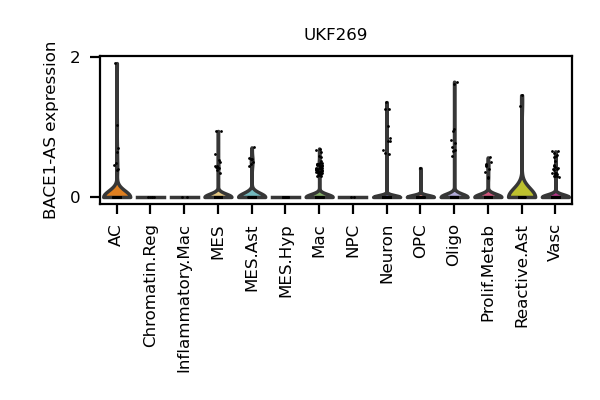 UKF269
BACE1-AS expression
2
0
AC
Chromatin.Reg
Inflammatory.Mac
MES
MES.Ast
MES.Hyp
Mac
NPC
Neuron
OPC
Oligo
Prolif.Metab
Reactive.Ast
Vasc